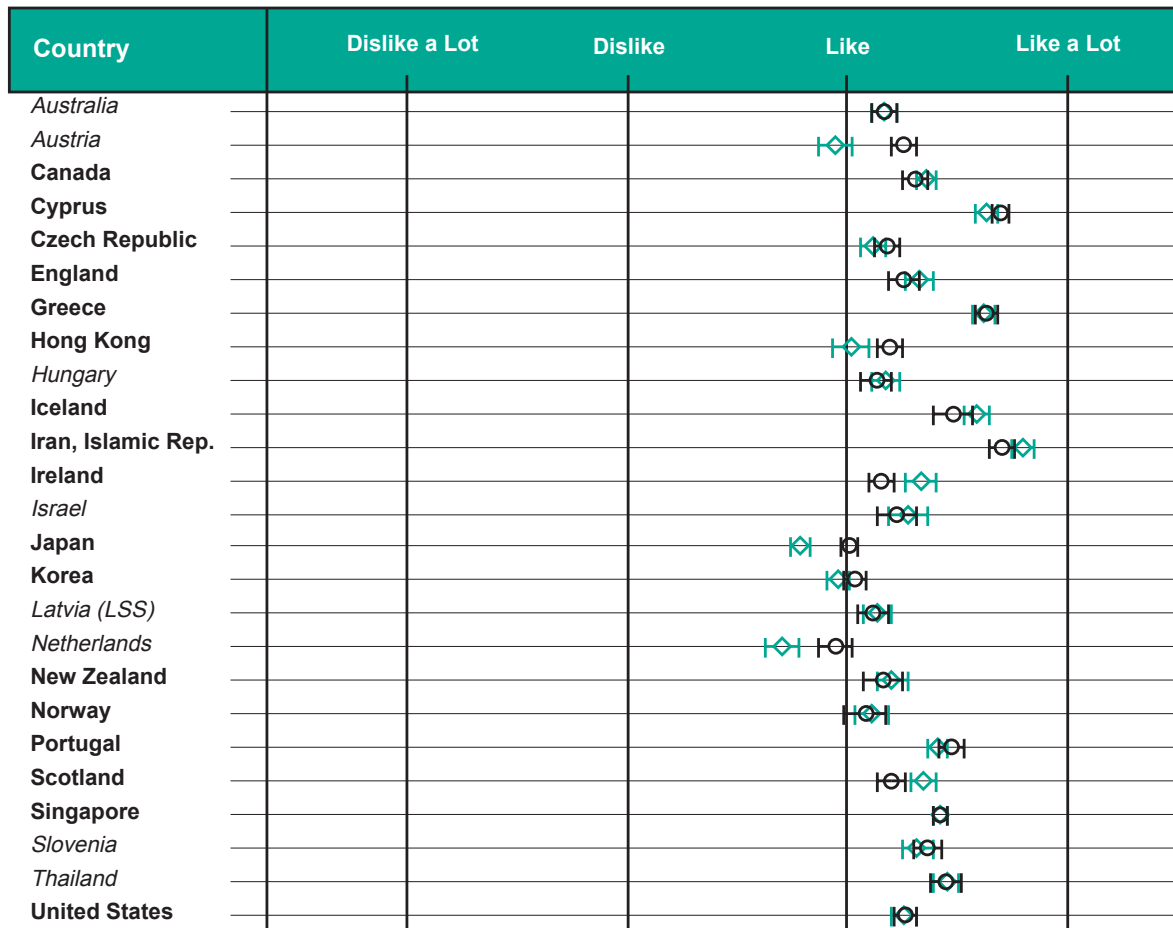 Country Dislike a Lot Dislike Like Like a Lot
Australia
Austria
Canada
Cyprus
Czech Republic
England
Greece
Hong Kong
Hungary
Iceland
Iran, Islamic Rep.
Ireland
Israel
Japan
Korea
Latvia (LSS)
Netherlands
New Zealand
Norway
Portugal
Scotland
Singapore
Slovenia
Thailand
United States